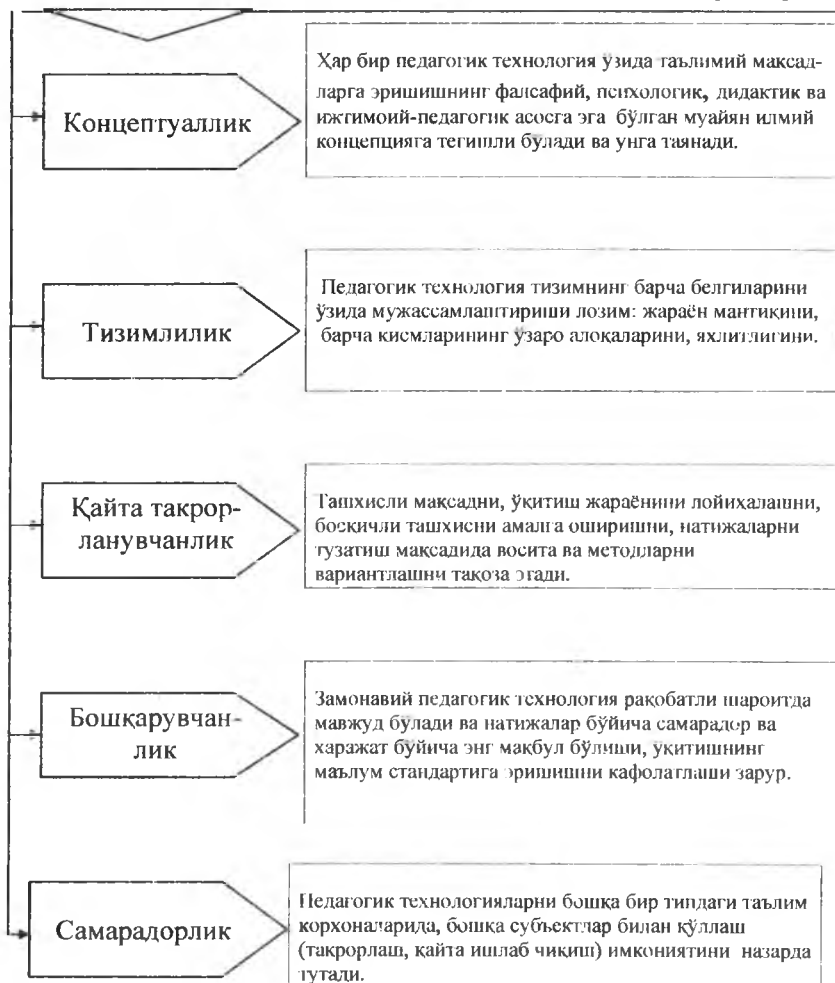 Концептуаллик
Ҳар бир педагогик технология ўзида таълимий мақсад-
ларга эришишнинг фалсафий, психологик, дидактик ва
ижтимоий-педагогик асосга эга бўлган муайян илмий
концепцияга тегишли бўлади ва унга таянади.
Тизимлилик
Педагогик технология тизимнинг барча белгиларини
ўзида мужассамлаштириши лозим: жараён мантиқини,
барча қисмларининг ўзаро алоқаларини, яхлитлигини.
Қайта такрор-
ланувчанлик
Ташхисли мақсадни, ўқитиш жараёнини лойиҳалашни,
босқичли ташхисни амалга оширишни, натижаларни
тузатиш мақсадида восита ва методларни
вариантлашни тақоза этади.
Бошқарувчан-
лик
Замонавий педагогик технология рақобатли шароитда
мавжуд бўлади ва натижалар бўйича самарадор ва
харажат бўйича энг мақбул бўлиши, ўқитишнинг
маълум стандартига эришишни кафолатлаши зарур.
Самарадорлик
Педагогик технологияларни бошқа бир типдаги таълим
корхоналарида, бошқа субъектлар билан қўллаш
(такрорлаш, қайта ишлаб чиқиш) имкониятини назарда
тутади.